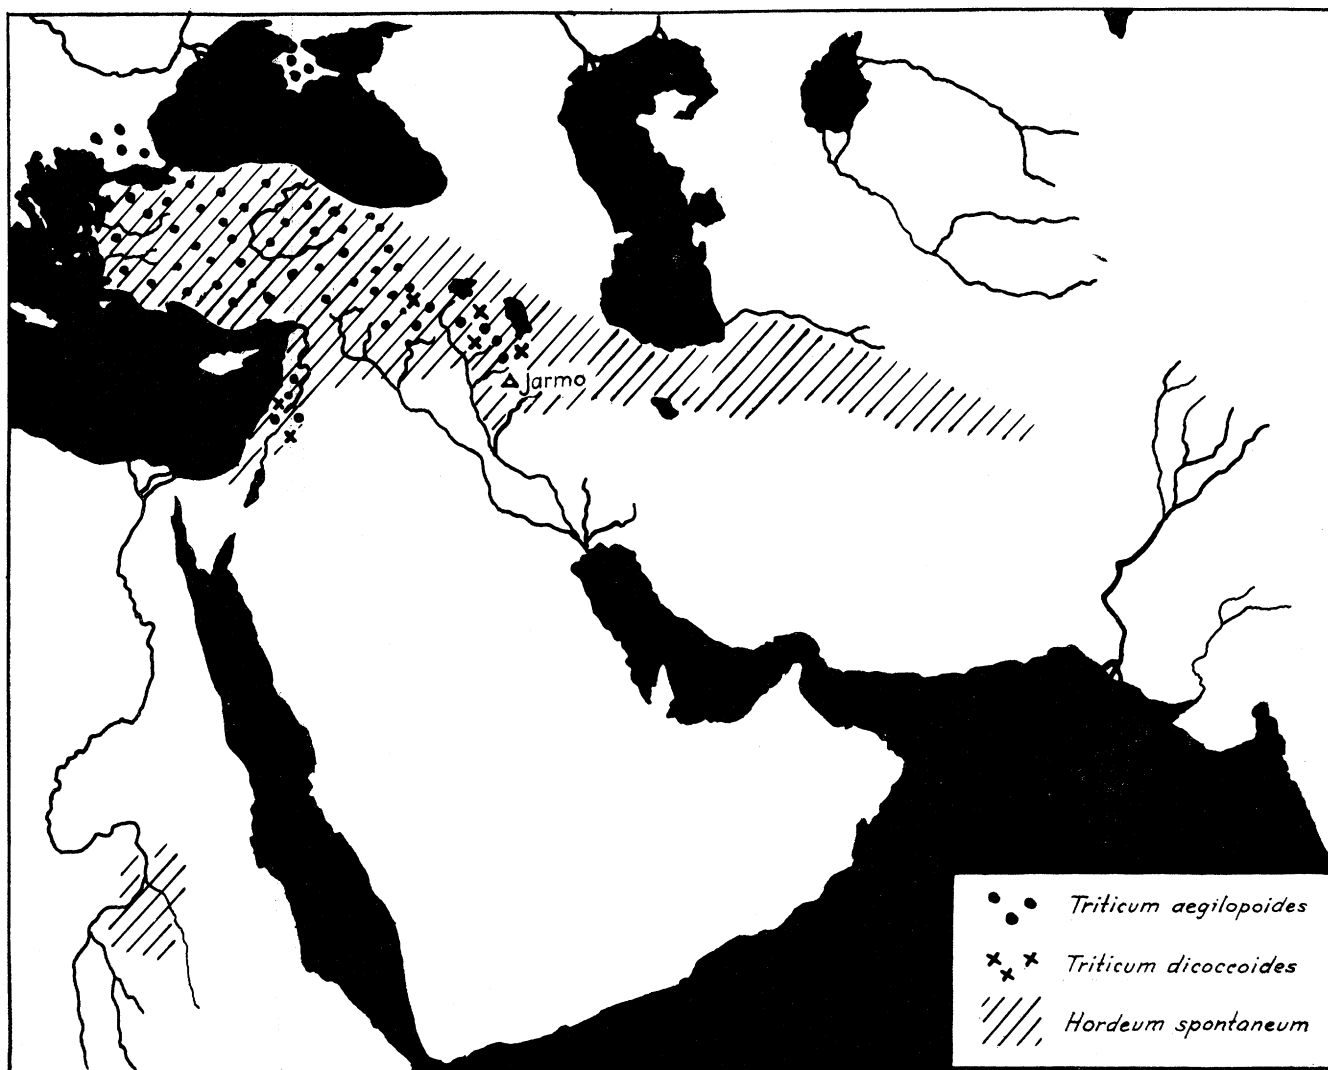 Jarmo
Triticum aegilopoides
Triticum dicoccoides
Hordeum spontaneum